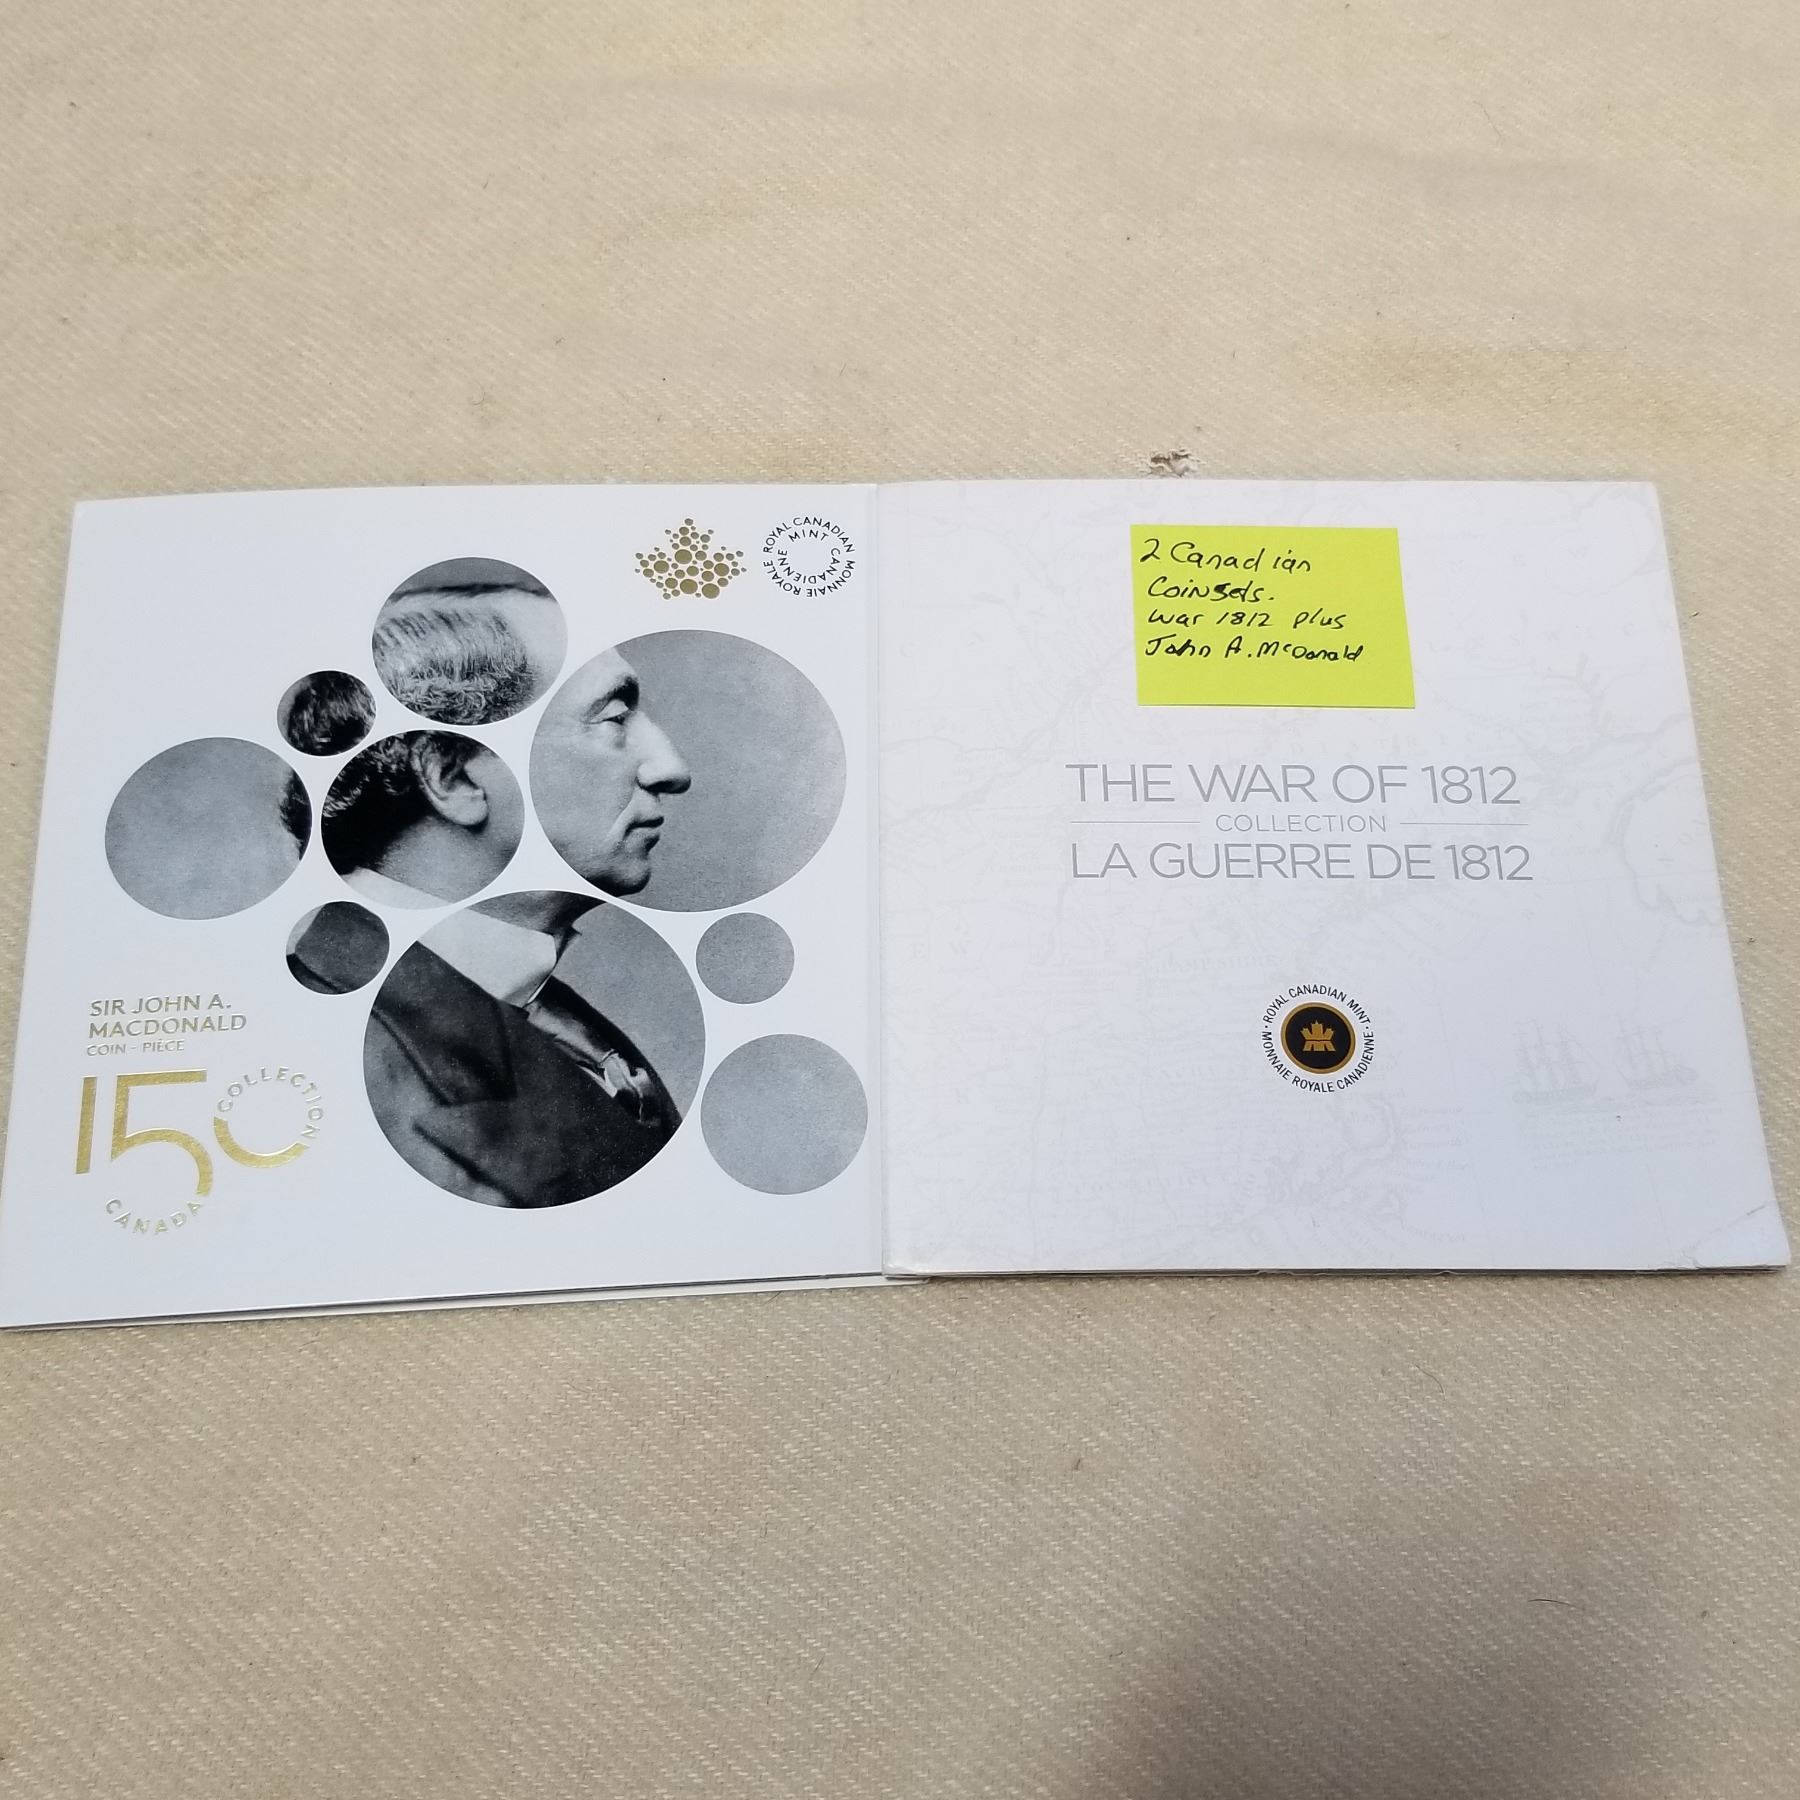 ROYAL CANADIAN MINT
MONNAIE ROYALE CANADIENNE
SIR JOHN A.
MACDONALD
COIN - PIÈCE
150
COLLECTION
CANADA
2 Canadian
Coinsets.
War 1812 plus
John A. McDonald
THE WAR OF 1812
COLLECTION
LA GUERRE DE 1812
ROYAL CANADIAN MINT
MONNAIE ROYALE CANADIENNE